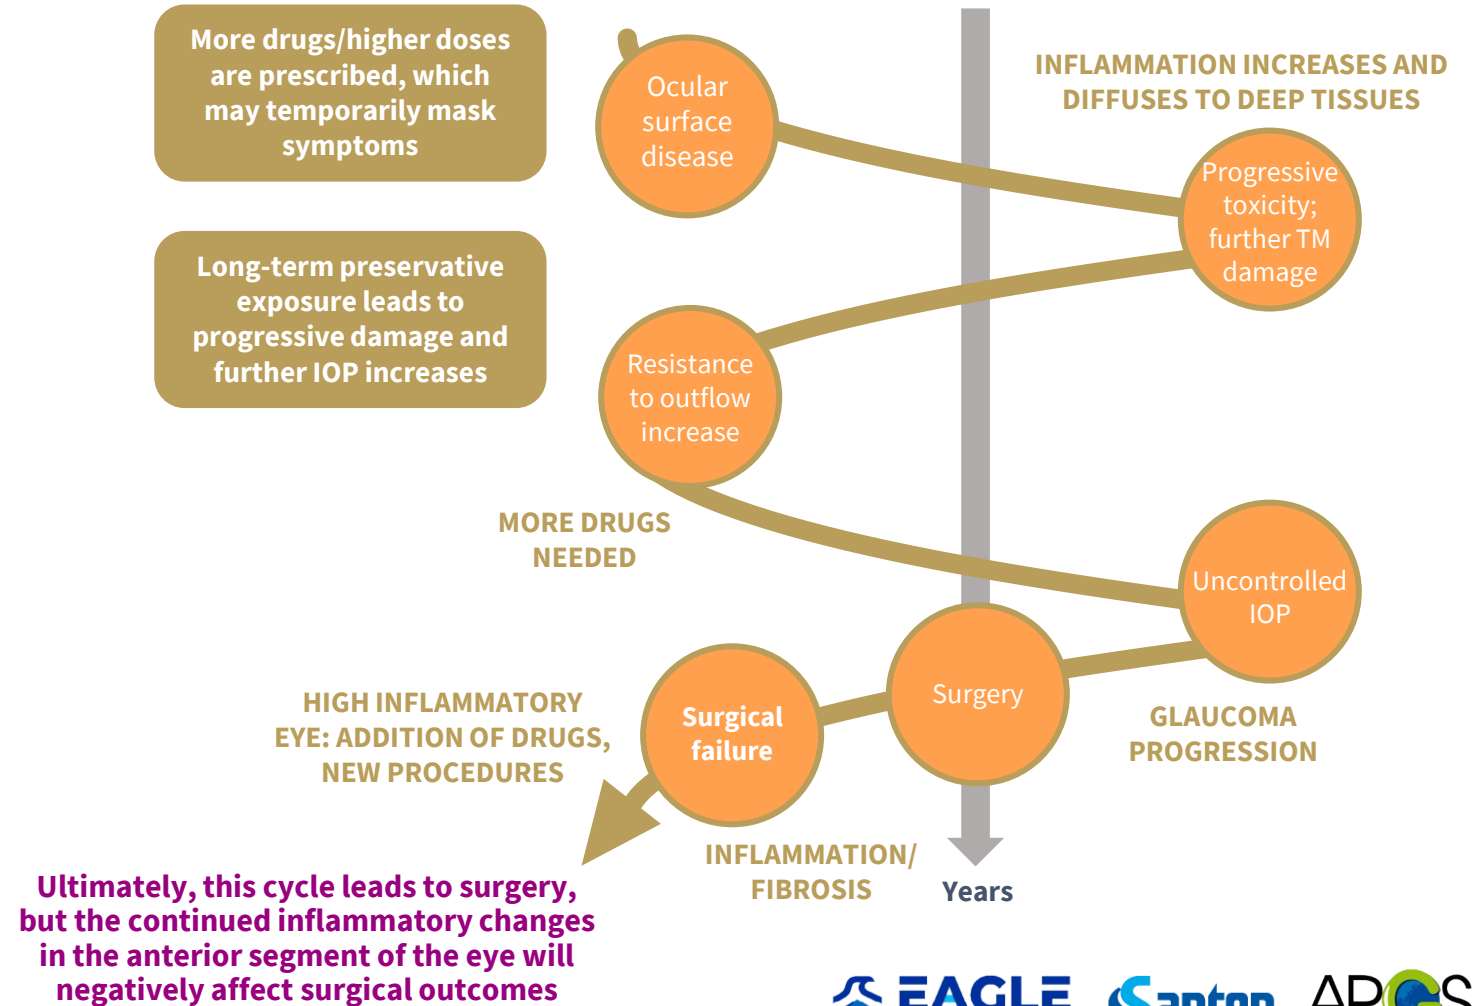 More drugs/higher doses
are prescribed, which
may temporarily mask
symptoms
Ocular
surface
disease
INFLAMMATION INCREASES AND
DIFFUSES TO DEEP TISSUES
Progressive
toxicity;
further TM
damage
Long-term preservative
exposure leads to
progressive damage and
further IOP increases
Resistance
to outflow
increase
MORE DRUGS
NEEDED
Uncontrolled
IOP
Surgery
Surgical
failure
HIGH INFLAMMATORY
EYE: ADDITION OF DRUGS,
NEW PROCEDURES
GLAUCOMA
PROGRESSION
INFLAMMATION/
FIBROSIS
Years
Ultimately, this cycle leads to surgery,
but the continued inflammatory changes
in the anterior segment of the eye will
negatively affect surgical outcomes
EAGLE
Santen